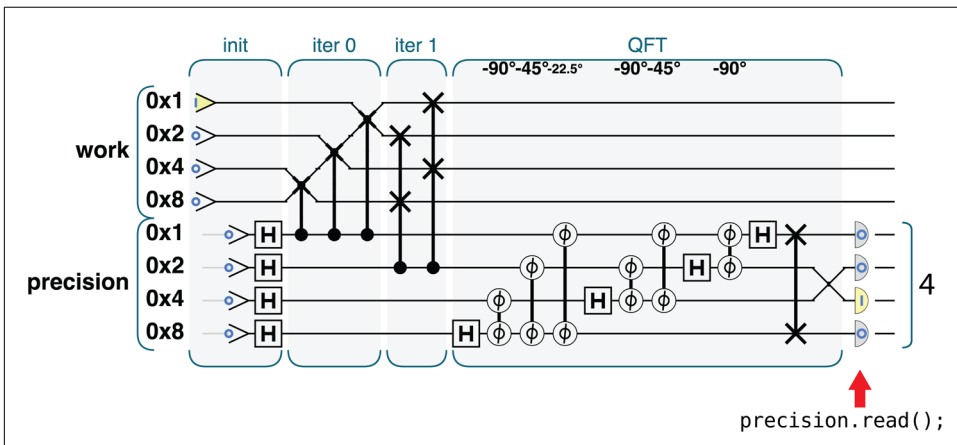 init iter 0 iter 1 QFT
-90°-45°-22.5° -90°-45° -90°
0x1
0x2
work
0x4
0x8
0x1 H H
0x2 H H
precision
0x4 H H 4
0x8 H H
ϕ ϕ ϕ
ϕ ϕ ϕ
ϕ ϕ ϕ
ϕ ϕ ϕ
precision.read();